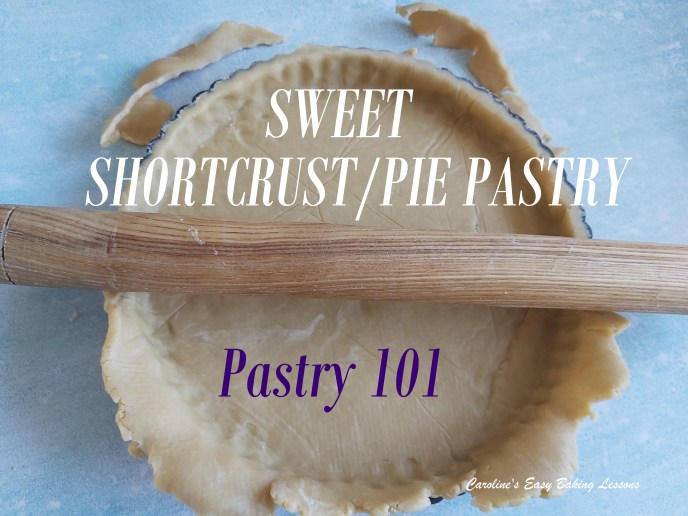 SWEET
SHORTCRUST/PIE PASTRY
Pastry 101
Caroline's Easy Baking Lessons